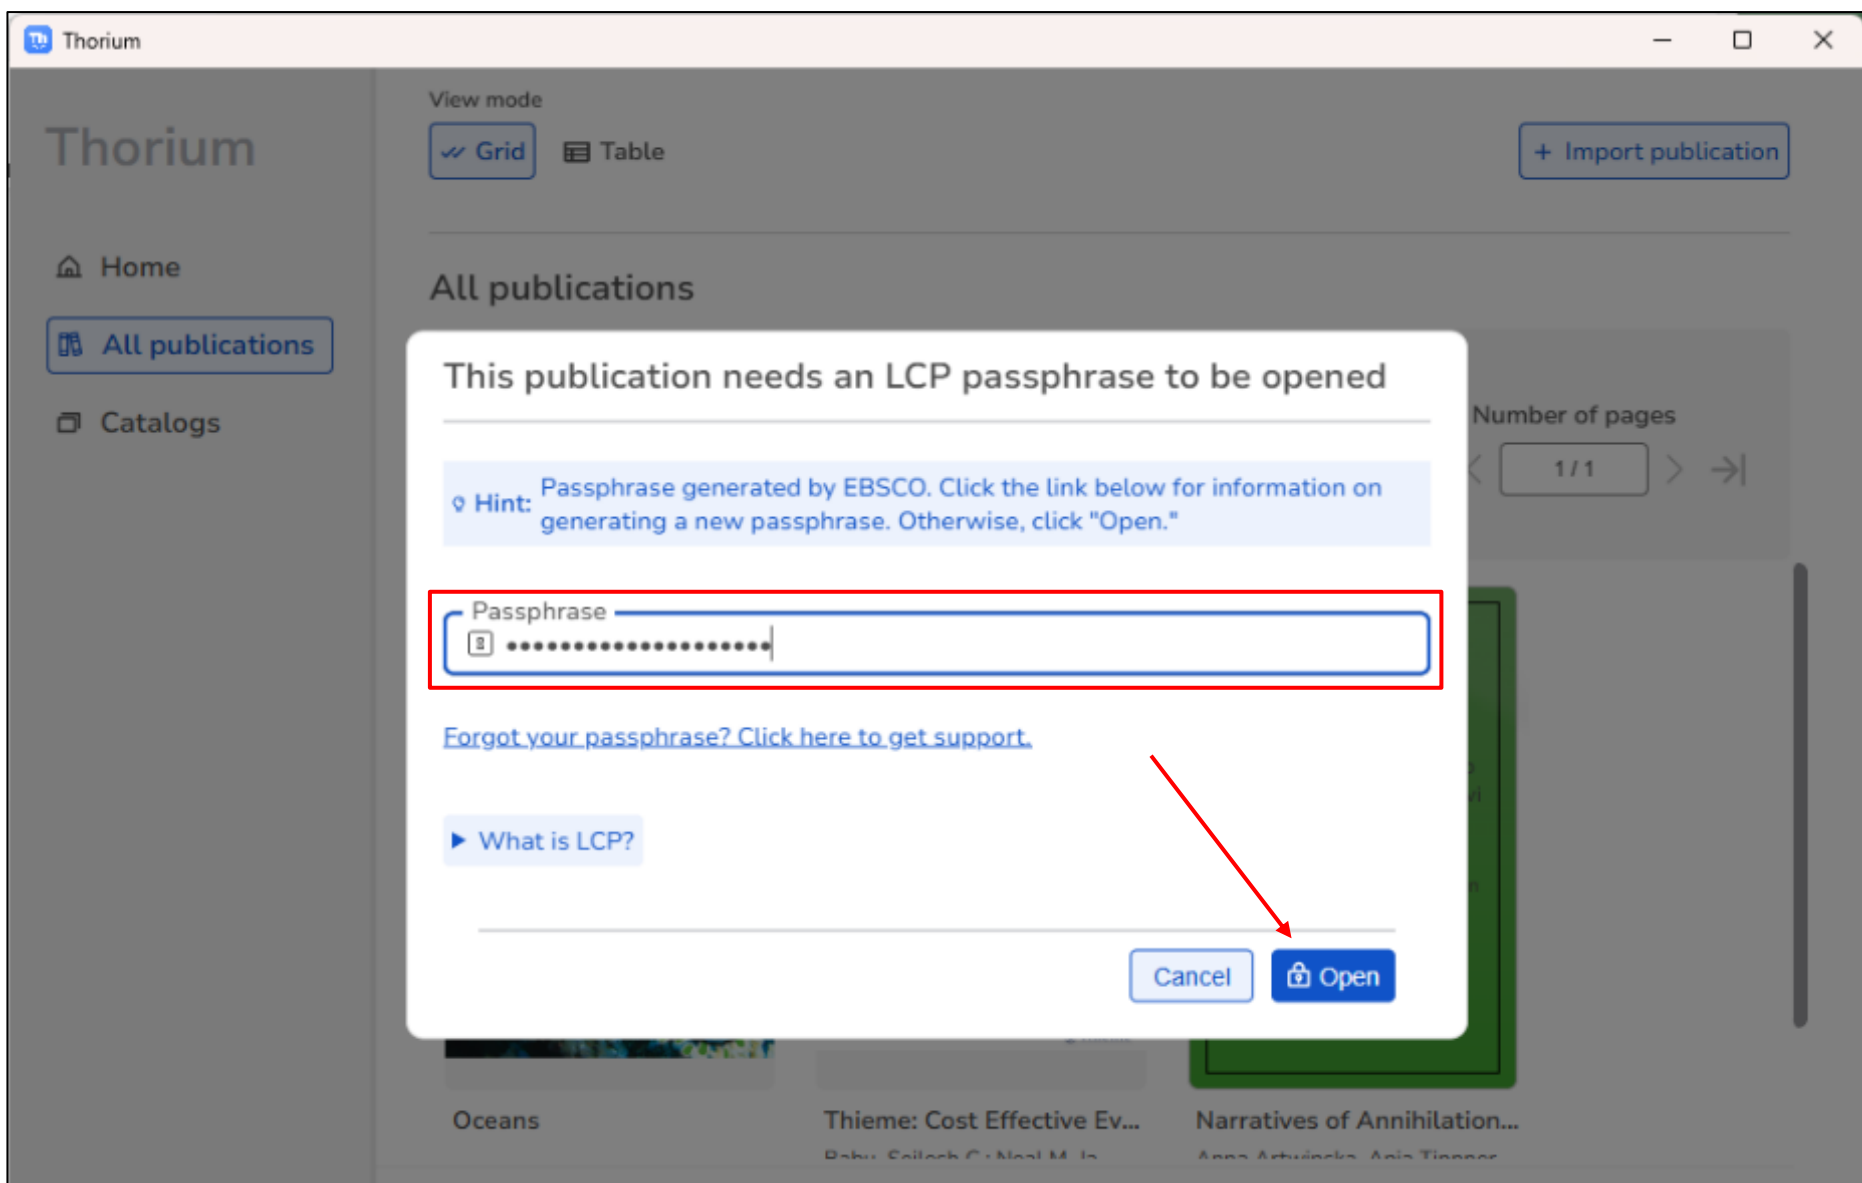 Thorium
Thorium
Home
All publications
Catalogs
View mode
Grid
Table
+ Import publication
All publications
Number of pages
1 / 1
This publication needs an LCP passphrase to be opened
Hint: Passphrase generated by EBSCO. Click the link below for information on
generating a new passphrase. Otherwise, click "Open."
Passphrase
Forgot your passphrase? Click here to get support.
What is LCP?
Cancel
Open
Oceans
Thieme: Cost Effective Ev...
Narratives of Annihilation...